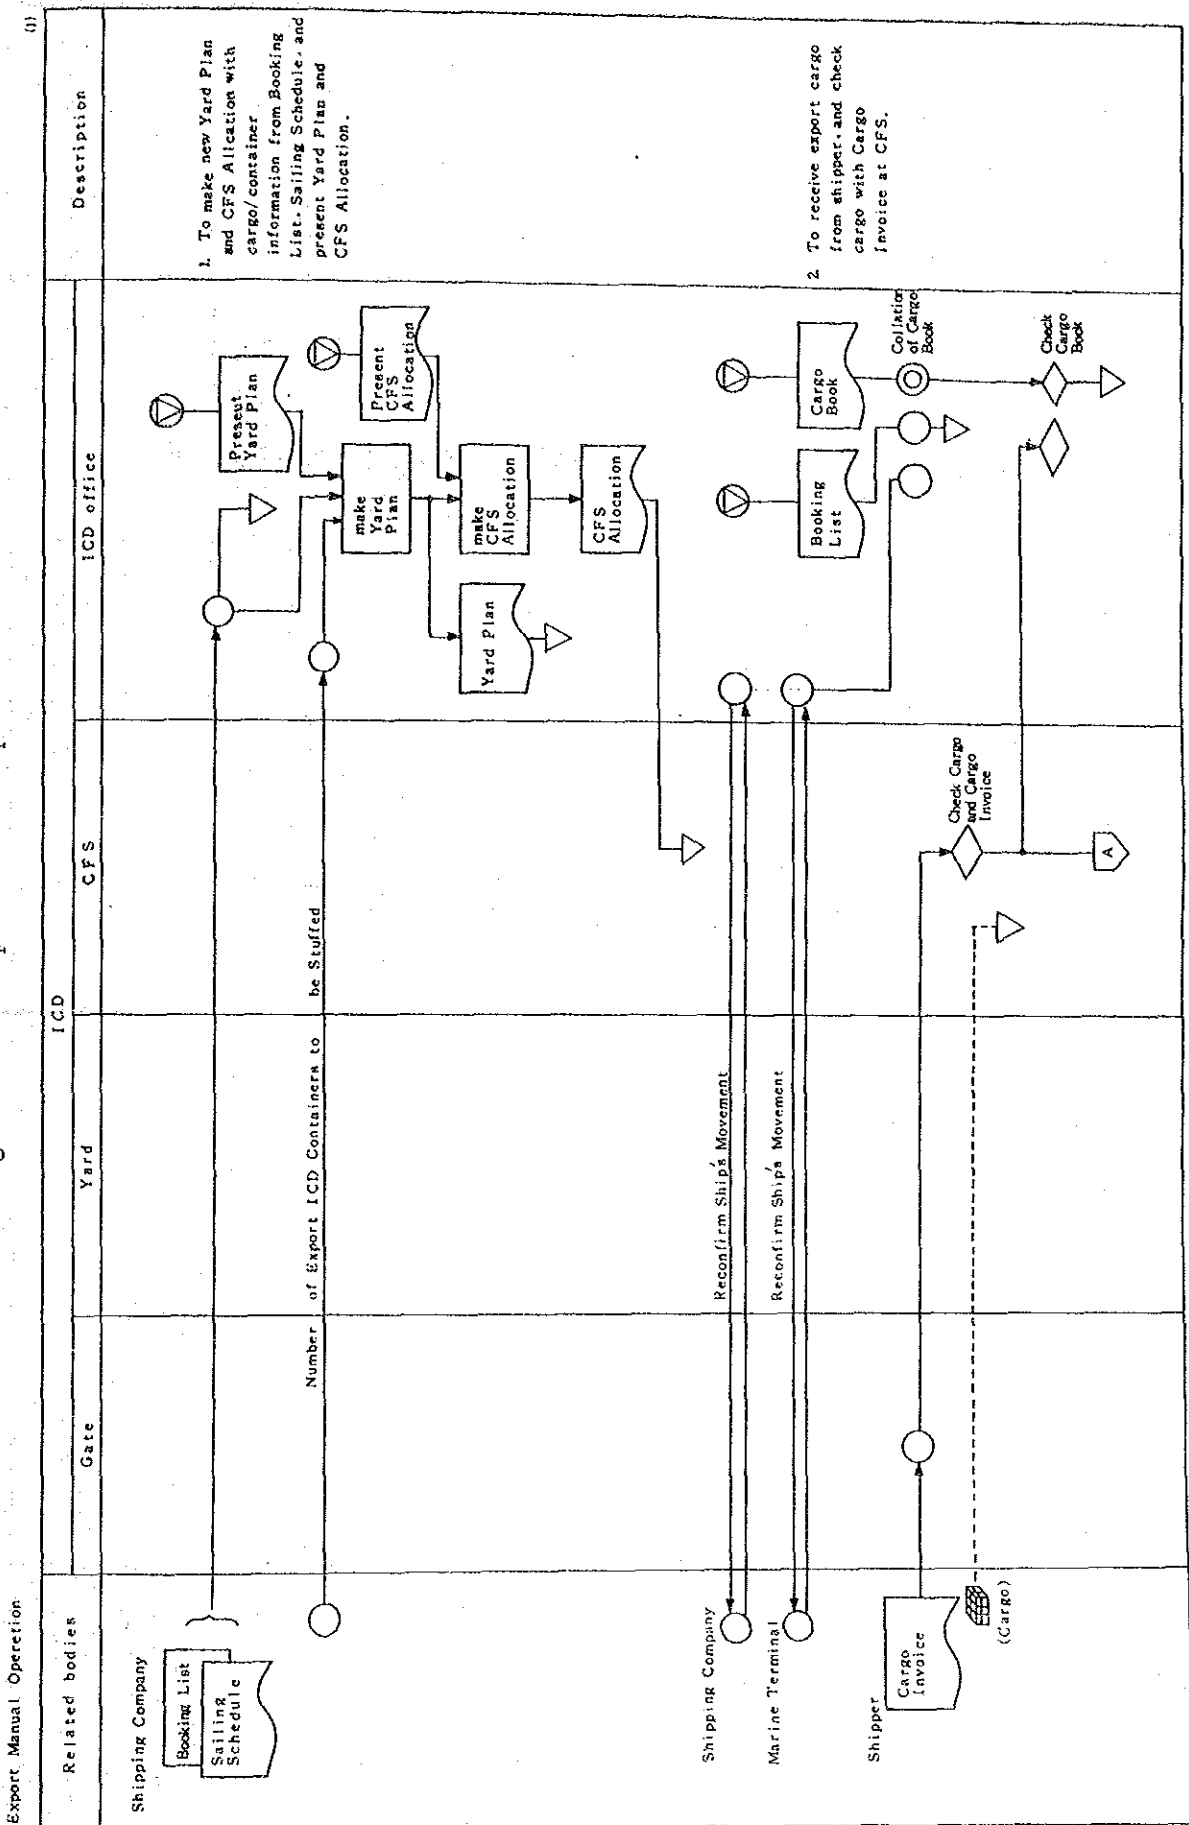 (1)
Export Manual Operetion
Related bodies
ICD
Gate
Yard
CFS
ICD office
Description
Shipping Company
Booking List
Sailing
Schedule
Present
Yard Plan
1. To make new Yard Plan
and CFS Allcation with
cargo/container
information from Booking
List, Sailing Schedule, and
present Yard Plan and
CFS Allocation.
Number of Export ICD Containers to be Stuffed
make
Yard
Plan
Present
CFS
Allocation
Yard Plan
make
CFS
Allocation
CFS
Allocation
Shipping Company
Reconfirm Ship's Movement
Marine Terminal
Reconfirm Ship's Movement
Booking
List
Cargo
Book
2 To receive export cargo
from shipper, and check
cargo with Cargo
Invoice at CFS.
Collation
of Cargo
Book
Shipper
Cargo
Invoice
(Cargo)
Check Cargo
and Cargo
Invoice
Check
Cargo
Book
A